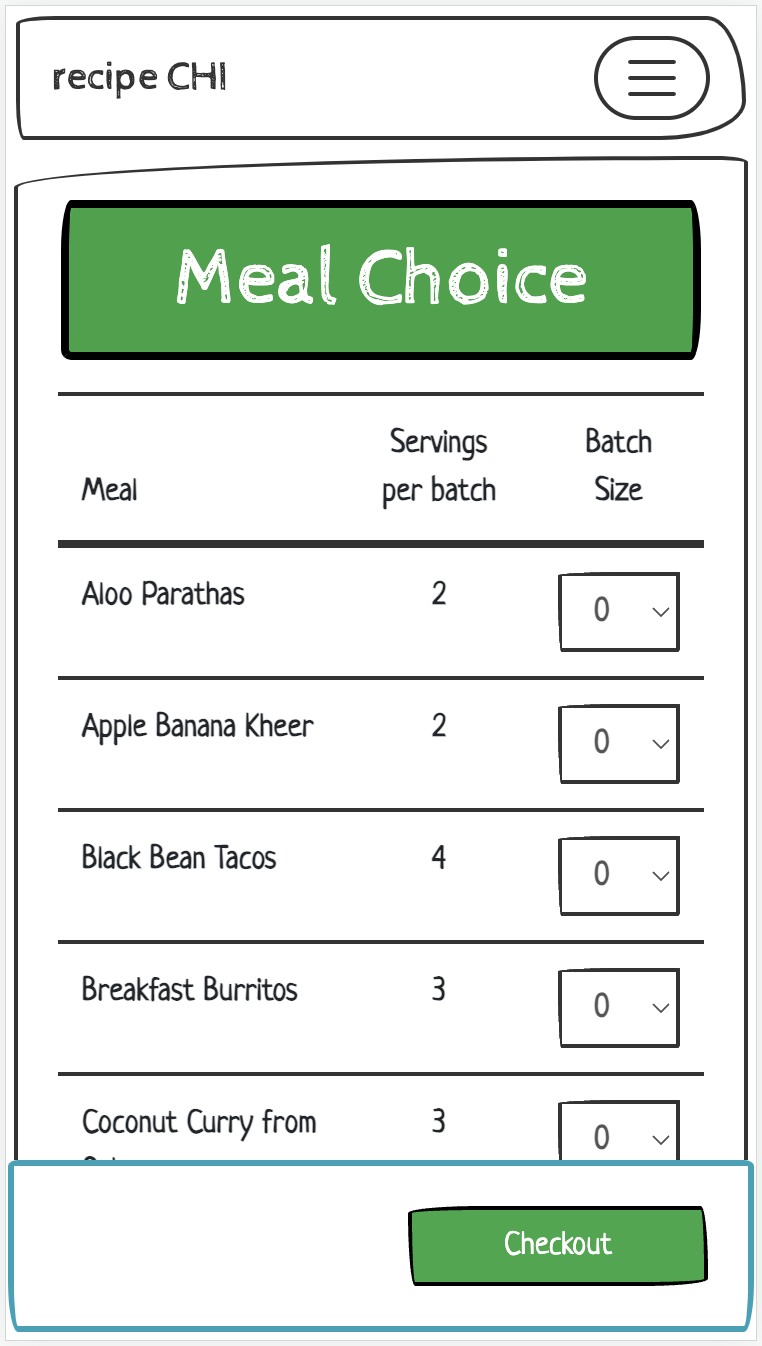 recipe CHI
Meal Choice
Servings Batch
Meal per batch Size
Aloo Parathas 2 0
Apple Banana Kheer 2 0
Black Bean Tacos 4 0
Breakfast Burritos 3 0
Coconut Curry from 3 0
Checkout